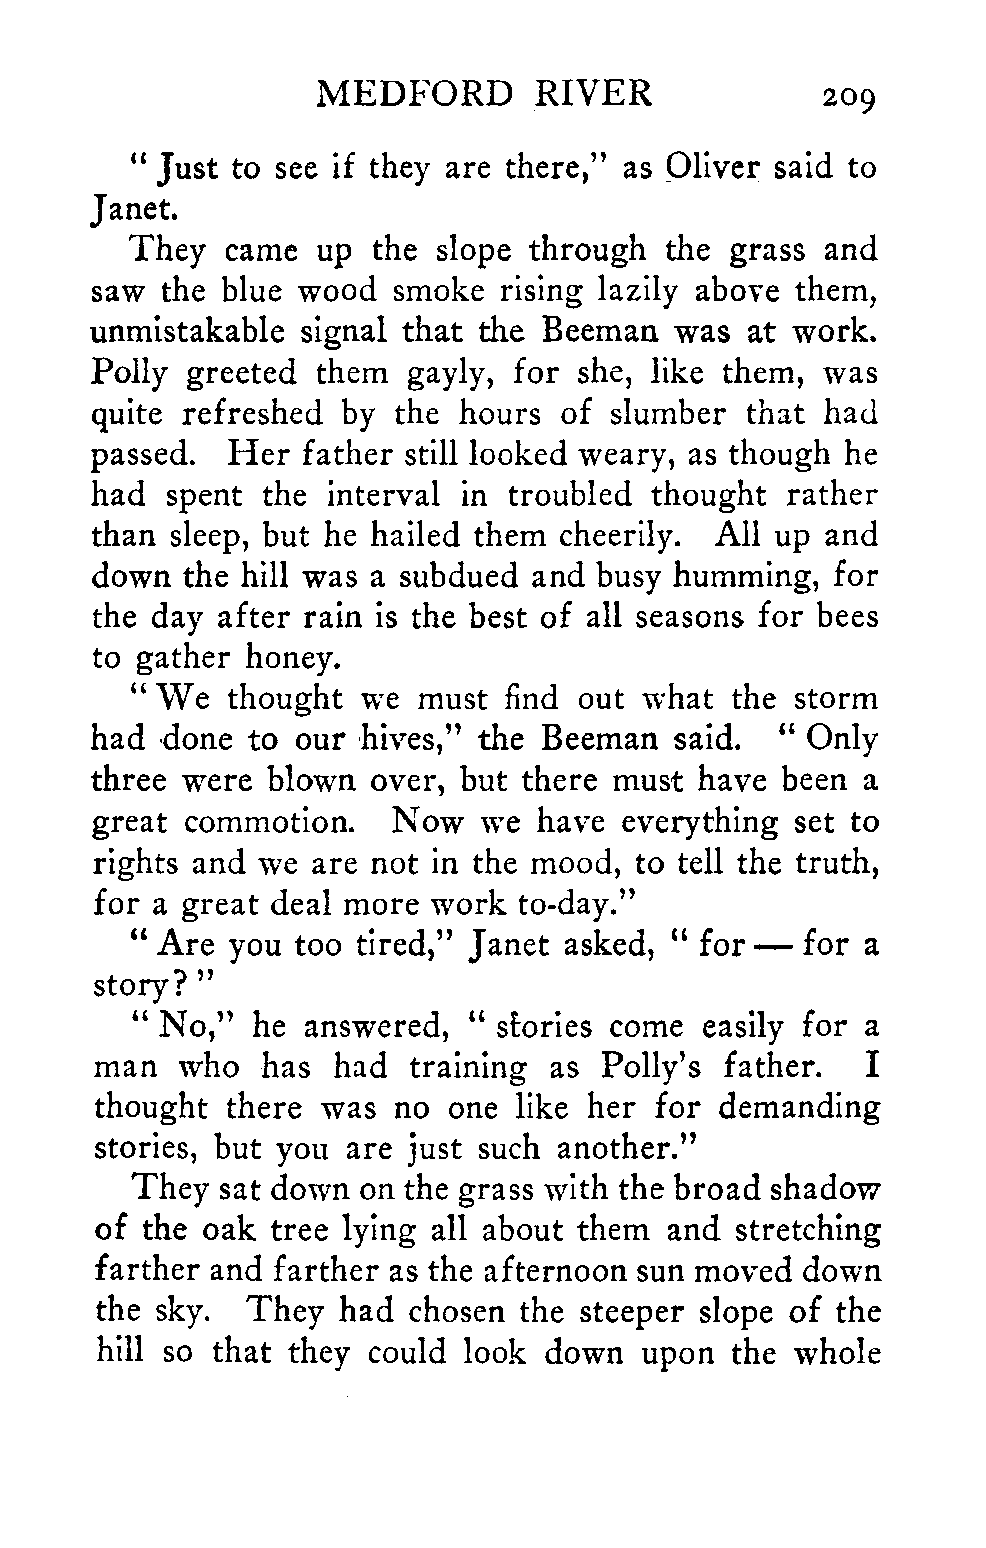 MEDFORD RIVER 209
" Just to see if they are there," as Oliver said to
Janet.
They came up the slope through the grass and
saw the blue wood smoke rising lazily above them,
unmistakable signal that the Beeman was at work.
Polly greeted them gayly, for she, like them, was
quite refreshed by the hours of slumber that had
passed. Her father still looked weary, as though he
had spent the interval in troubled thought rather
than sleep, but he hailed them cheerily. All up and
down the hill was a subdued and busy humming, for
the day after rain is the best of all seasons for bees
to gather honey.
" We thought we must find out what the storm
had done to our hives," the Beeman said. " Only
three were blown over, but there must have been a
great commotion. Now we have everything set to
rights and we are not in the mood, to tell the truth,
for a great deal more work to-day."
" Are you too tired," Janet asked, " for — for a
story? "
" No," he answered, " stories come easily for a
man who has had training as Polly's father. I
thought there was no one like her for demanding
stories, but you are just such another."
They sat down on the grass with the broad shadow
of the oak tree lying all about them and stretching
farther and farther as the afternoon sun moved down
the sky. They had chosen the steeper slope of the
hill so that they could look down upon the whole